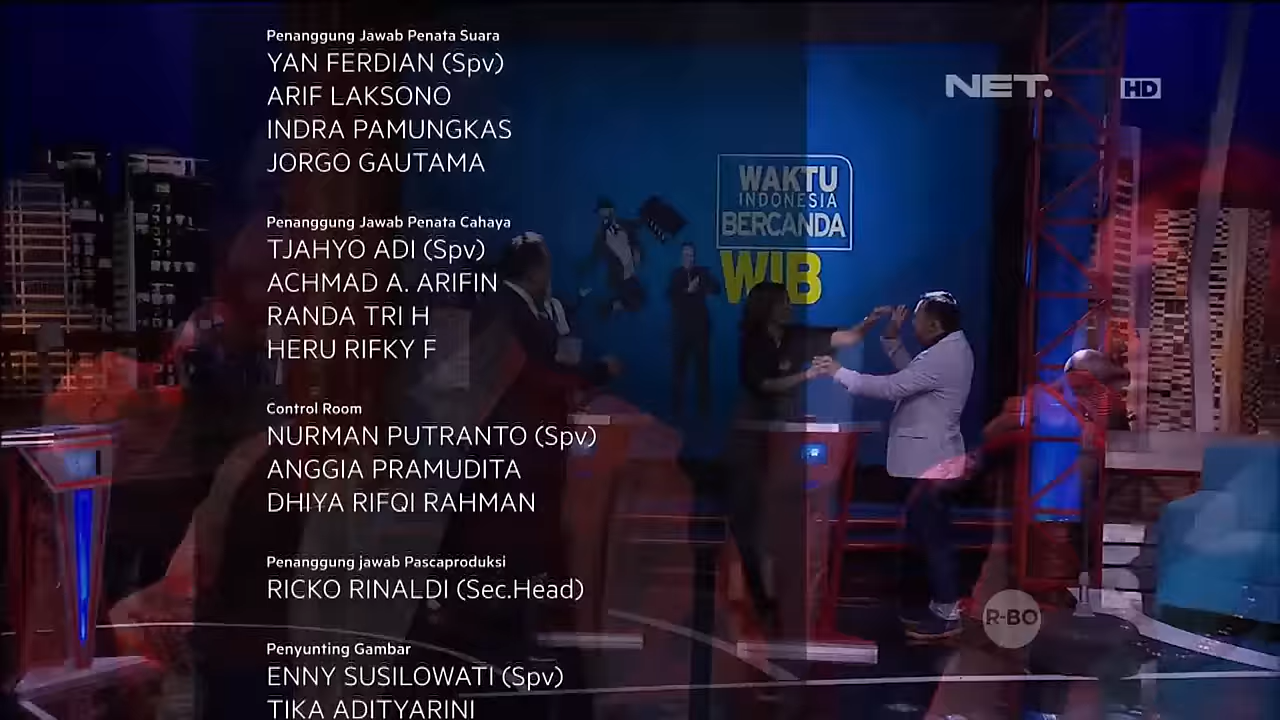 Penanggung Jawab Penata Suara
YAN FERDIAN (Spv)
ARIF LAKSONO
INDRA PAMUNGKAS
JORGO GAUTAMA
Penanggung Jawab Penata Cahaya
TJAHYO ADI (Spv)
ACHMAD A. ARIFIN
RANDA TRI H
HERU RIFKY F
Control Room
NURMAN PUTRANTO (Spv)
ANGGIA PRAMUDITA
DHIYA RIFQI RAHMAN
Penanggung jawab Pascaproduksi
RICKO RINALDI (Sec.Head)
Penyunting Gambar
ENNY SUSILOWATI (Spv)
TIKA ADITYARINI
NET.
HD
WAKTU
INDONESIA
BERCANDA
WIB
R-BO